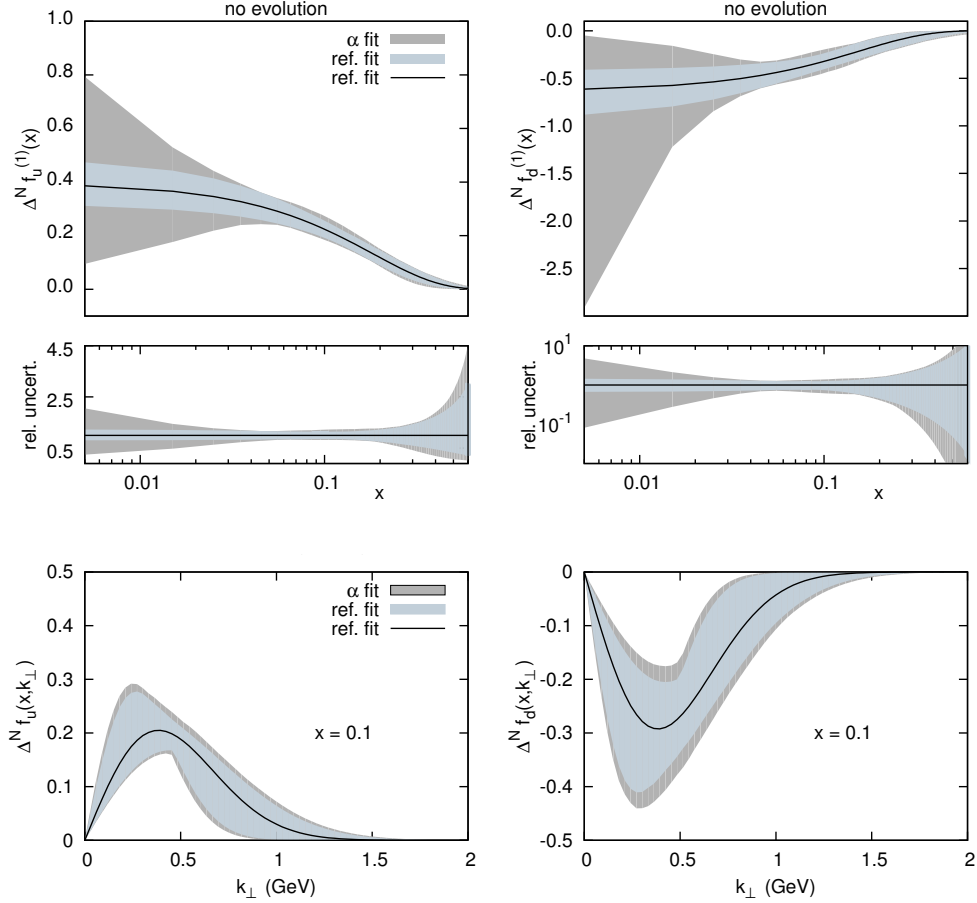 no evolution
1.0
0.8
0.6
0.4
0.2
0.0
Δ^N f_u^(1)(x)
α fit
ref. fit
ref. fit
4.5
2.5
0.5
rel. uncert.
0.01
0.1
x
no evolution
0.0
-0.5
-1.0
-1.5
-2.0
-2.5
Δ^N f_d^(1)(x)
10^1
10^-1
rel. uncert.
0.01
0.1
x
0.5
0.4
0.3
0.2
0.1
0
Δ^N f_u(x,k_⊥)
α fit
ref. fit
ref. fit
x = 0.1
0
0.5
1
1.5
2
k_⊥ (GeV)
0
-0.1
-0.2
-0.3
-0.4
-0.5
Δ^N f_d(x,k_⊥)
x = 0.1
0
0.5
1
1.5
2
k_⊥ (GeV)